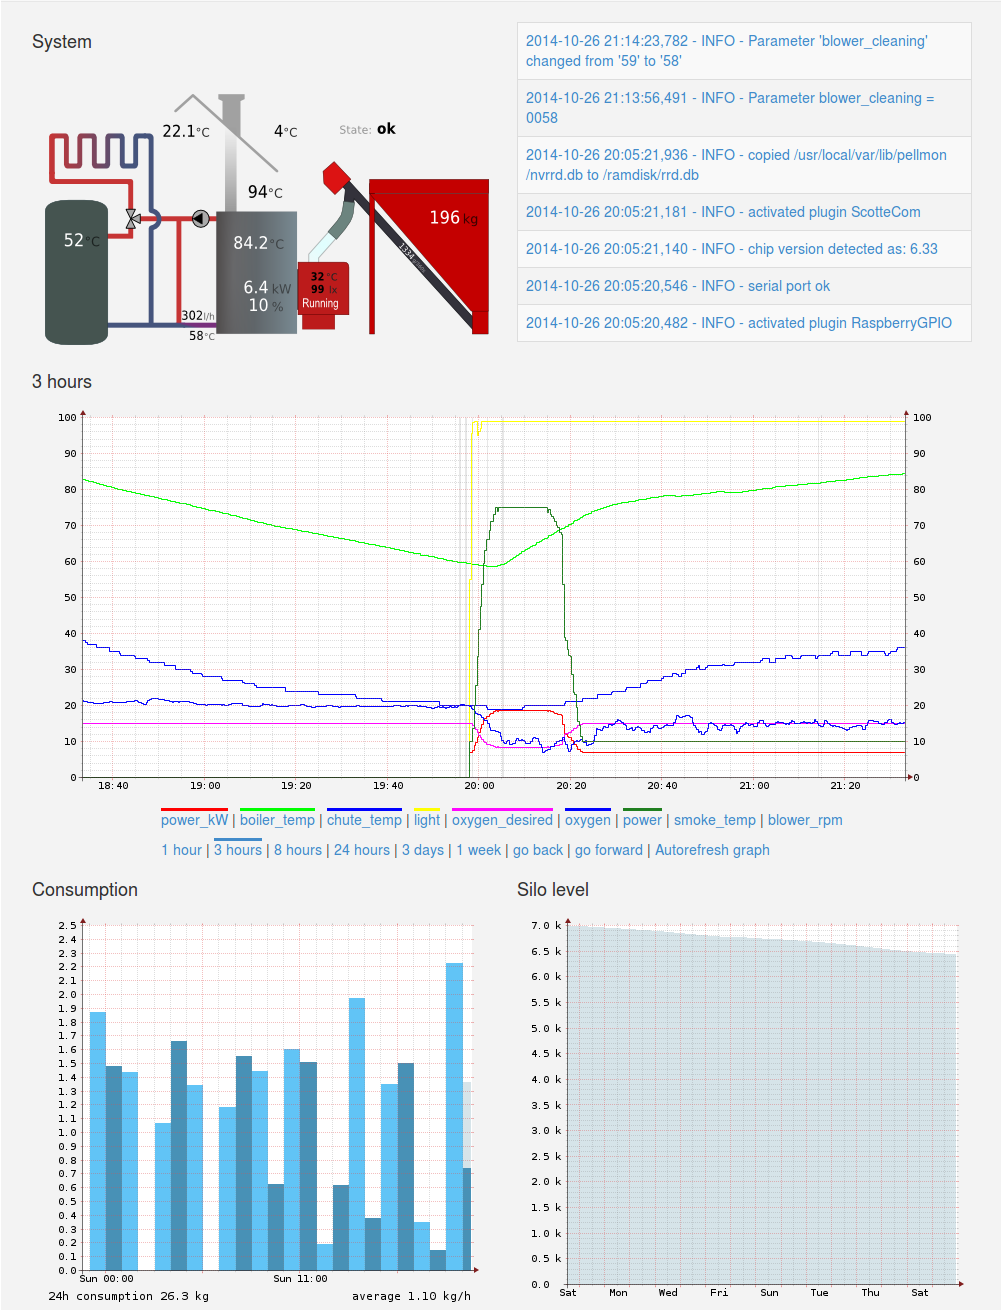 System
2014-10-26 21:14:23,782 - INFO - Parameter 'blower_cleaning'
changed from '59' to '58'
2014-10-26 21:13:56,491 - INFO - Parameter blower_cleaning =
0058
2014-10-26 20:05:21,936 - INFO - copied /usr/local/var/lib/pellmon
/nvrrd.db to /ramdisk/rrd.db
2014-10-26 20:05:21,181 - INFO - activated plugin ScotteCom
2014-10-26 20:05:21,140 - INFO - chip version detected as: 6.33
2014-10-26 20:05:20,546 - INFO - serial port ok
2014-10-26 20:05:20,482 - INFO - activated plugin RaspberryGPIO
22.1°C
4°C
State: ok
94°C
196 kg
52°C
84.2°C
1334
32 °C
99 lx
Running
6.4 kW
10 %
302 l/h
58°C
3 hours
100 100
90 90
80 80
70 70
60 60
50 50
40 40
30 30
20 20
10 10
0 0
18:40 19:00 19:20 19:40 20:00 20:20 20:40 21:00 21:20
power_kW | boiler_temp | chute_temp | light | oxygen_desired | oxygen | power | smoke_temp | blower_rpm
1 hour | 3 hours | 8 hours | 24 hours | 3 days | 1 week | go back | go forward | Autorefresh graph
Consumption
2.5
2.4
2.3
2.2
2.1
2.0
1.9
1.8
1.7
1.6
1.5
1.4
1.3
1.2
1.1
1.0
0.9
0.8
0.7
0.6
0.5
0.4
0.3
0.2
0.1
0.0
Sun 00:00 Sun 11:00
24h consumption 26.3 kg average 1.10 kg/h
Silo level
7.0 k
6.5 k
6.0 k
5.5 k
5.0 k
4.5 k
4.0 k
3.5 k
3.0 k
2.5 k
2.0 k
1.5 k
1.0 k
0.5 k
0.0
Sat Mon Wed Fri Sun Tue Thu Sat